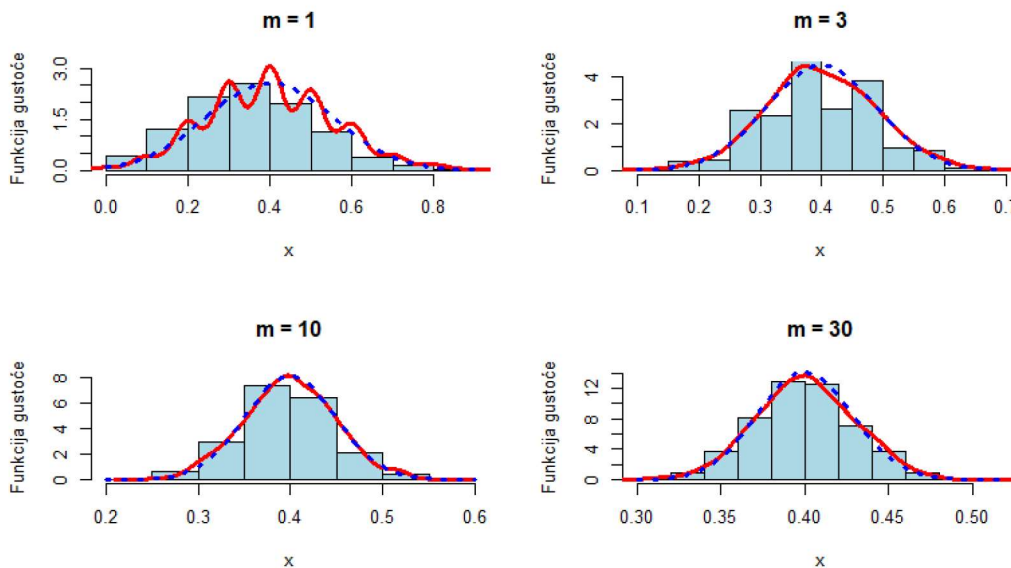 m = 1
Funkcija gustoće
0.0 1.5 3.0
0.0 0.2 0.4 0.6 0.8
x
m = 3
Funkcija gustoće
0 2 4
0.1 0.2 0.3 0.4 0.5 0.6 0.7
x
m = 10
Funkcija gustoće
0 2 4 6 8
0.2 0.3 0.4 0.5 0.6
x
m = 30
Funkcija gustoće
0 4 8 12
0.30 0.35 0.40 0.45 0.50
x